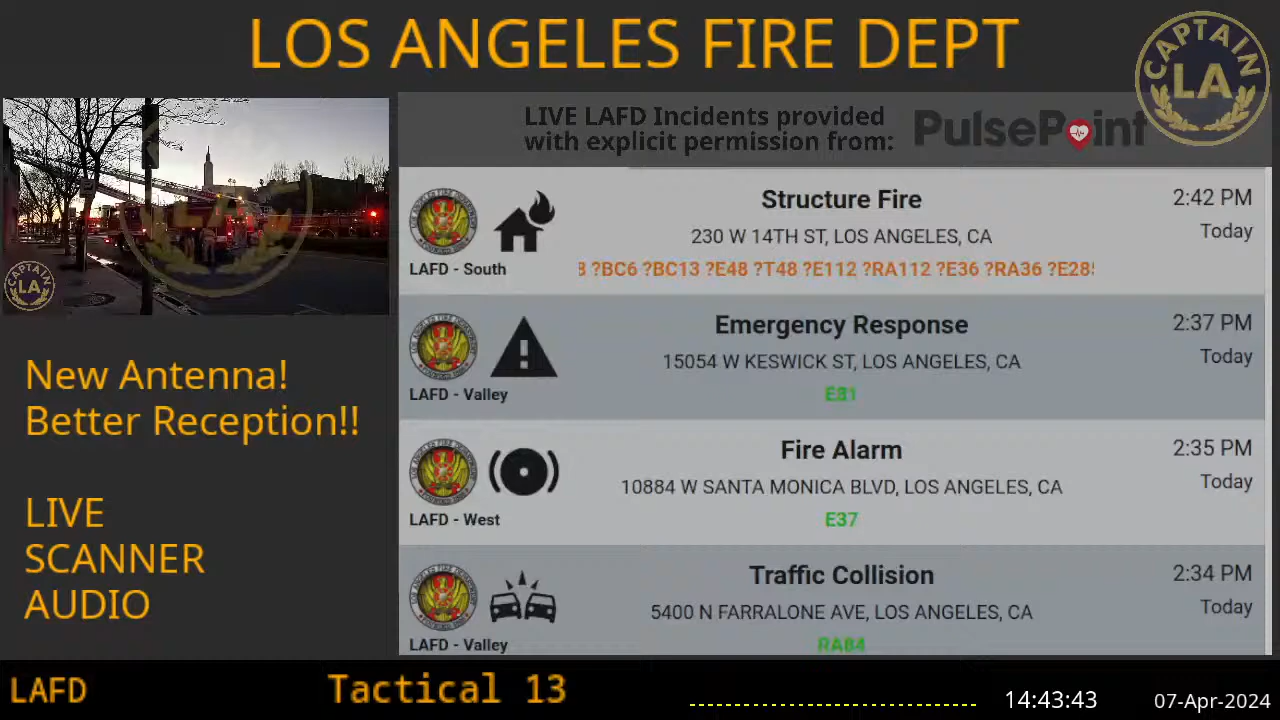 LOS ANGELES FIRE DEPT
CAPTAIN
LA
LIVE LAFD Incidents provided
with explicit permission from:
PulsePoint
Structure Fire
2:42 PM
230 W 14TH ST, LOS ANGELES, CA
Today
LAFD - South
?BC6 ?BC13 ?E48 ?T48 ?E112 ?RA112 ?E36 ?RA36 ?E28
Emergency Response
2:37 PM
15054 W KESWICK ST, LOS ANGELES, CA
Today
LAFD - Valley
E81
Fire Alarm
2:35 PM
10884 W SANTA MONICA BLVD, LOS ANGELES, CA
Today
LAFD - West
E37
Traffic Collision
2:34 PM
5400 N FARRALONE AVE, LOS ANGELES, CA
Today
LAFD - Valley
RA84
CAPTAIN
LA
New Antenna!
Better Reception!!
LIVE
SCANNER
AUDIO
LAFD
Tactical 13
14:43:43
07-Apr-2024